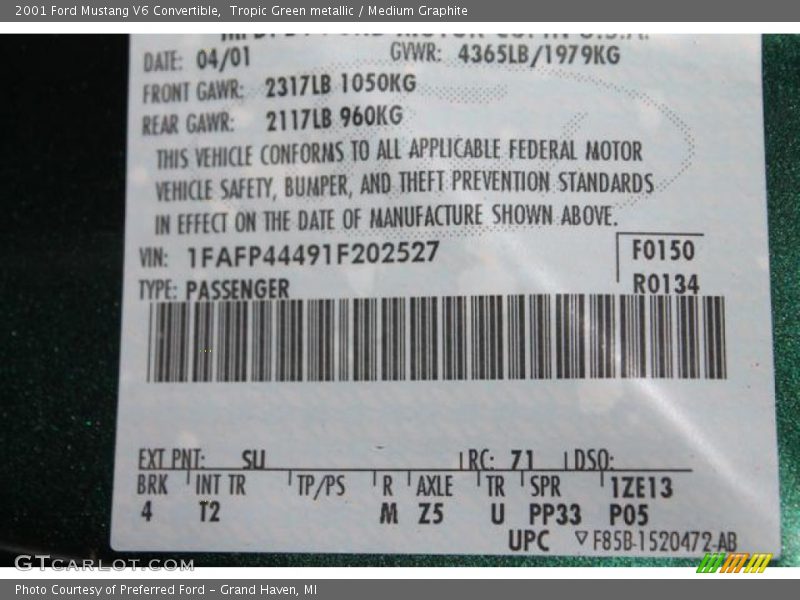 2001 Ford Mustang V6 Convertible,  Tropic Green metallic / Medium Graphite
DATE: 04/01 GVWR: 4365LB/1979KG
FRONT GAWR: 2317LB 1050KG
REAR GAWR: 2117LB 960KG
THIS VEHICLE CONFORMS TO ALL APPLICABLE FEDERAL MOTOR
VEHICLE SAFETY, BUMPER, AND THEFT PREVENTION STANDARDS
IN EFFECT ON THE DATE OF MANUFACTURE SHOWN ABOVE.
VIN: 1FAFP44491F202527 F0150
TYPE: PASSENGER R0134
EXT PNT: SU RC: 71 DSO:
BRK INT TR TP/PS R AXLE TR SPR 1ZE13
4 T2 M Z5 U PP33 P05
UPC ▽F85B-1520472-AB
GTCARLOT.COM
Photo Courtesy of Preferred Ford – Grand Haven, MI